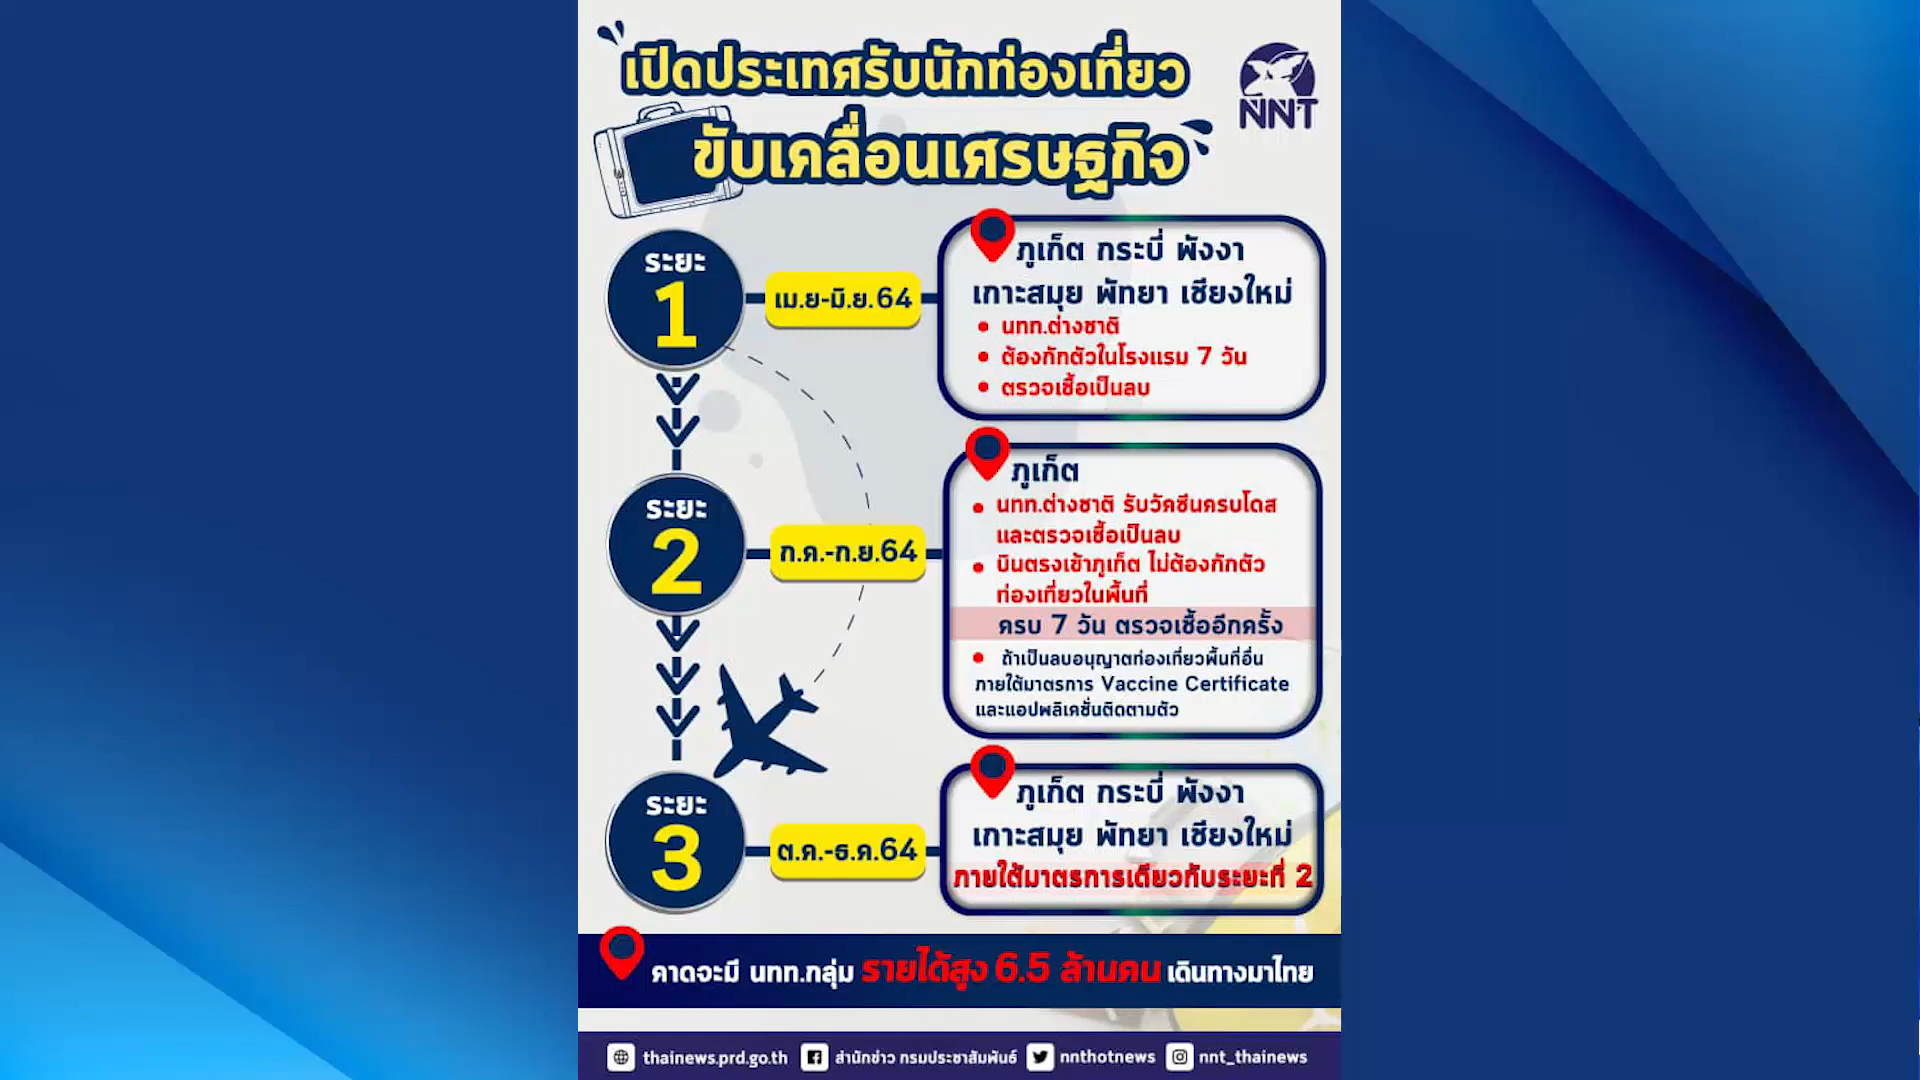 เปิดประเทศรับนักท่องเที่ยว
ขับเคลื่อนเศรษฐกิจ
NNT
ระยะ
1
เม.ย-มิ.ย.64
ภูเก็ต กระบี่ พังงา
เกาะสมุย พัทยา เชียงใหม่
• นทท.ต่างชาติ
• ต้องกักตัวในโรงแรม 7 วัน
• ตรวจเชื้อเป็นลบ
ระยะ
2
ก.ค.-ก.ย.64
ภูเก็ต
• นทท.ต่างชาติ รับวัคซีนครบโดส
และตรวจเชื้อเป็นลบ
• บินตรงเข้าภูเก็ต ไม่ต้องกักตัว
ท่องเที่ยวในพื้นที่
ครบ 7 วัน ตรวจเชื้ออีกครั้ง
• ถ้าเป็นลบอนุญาตท่องเที่ยวพื้นที่อื่น
ภายใต้มาตรการ Vaccine Certificate
และแอปพลิเคชั่นติดตามตัว
ระยะ
3
ต.ค.-ธ.ค.64
ภูเก็ต กระบี่ พังงา
เกาะสมุย พัทยา เชียงใหม่
ภายใต้มาตรการเดียวกับระยะที่ 2
คาดจะมี นทท.กลุ่ม รายได้สูง 6.5 ล้านคน เดินทางมาไทย
thainews.prd.go.th สำนักข่าว กรมประชาสัมพันธ์ nnthotnews nnt_thainews